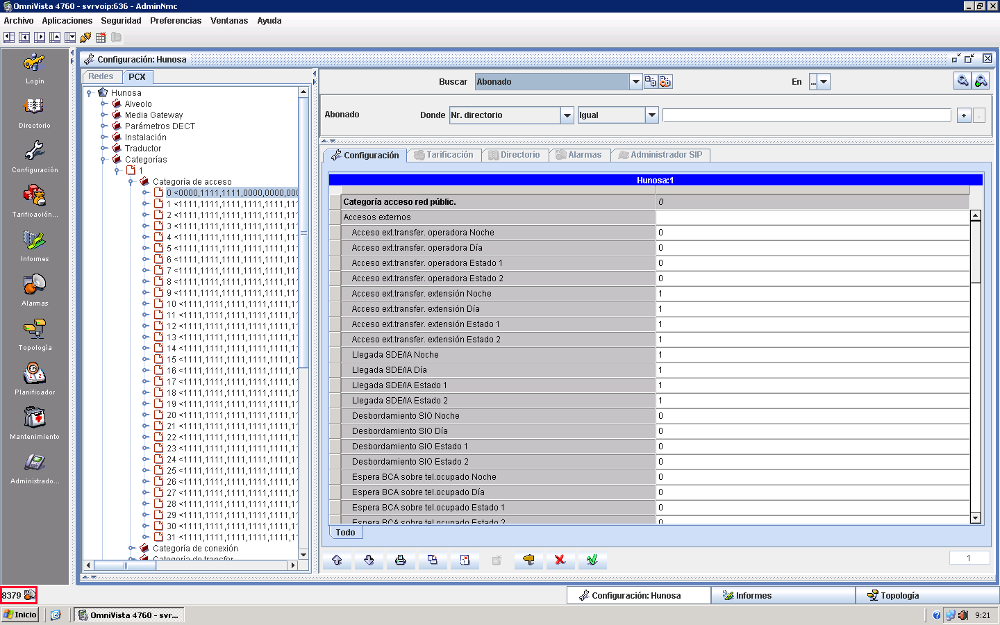 OmniVista 4760 - svrvoip:636 - AdminNmc
Archivo Aplicaciones Seguridad Preferencias Ventanas Ayuda
Login
Directorio
Configuración
Tarificación...
Informes
Alarmas
Topología
Planificador
Mantenimiento
Administrado...
Configuración: Hunosa
Redes PCX
Hunosa
Alveolo
Media Gateway
Parámetros DECT
Instalación
Traductor
Categorías
1
Categoría de acceso
0 <0000,1111,1111,0000,0000,000
1 <1111,1111,1111,1111,1111,11
2 <1111,1111,1111,1111,1111,11
3 <1111,1111,1111,1111,1111,11
4 <1111,1111,1111,1111,1111,11
5 <1111,1111,1111,1111,1111,11
6 <1111,1111,1111,1111,1111,11
7 <1111,1111,1111,1111,1111,11
8 <1111,1111,1111,1111,1111,11
9 <1111,1111,1111,1111,1111,11
10 <1111,1111,1111,1111,1111,1
11 <1111,1111,1111,1111,1111,1
12 <1111,1111,1111,1111,1111,1
13 <1111,1111,1111,1111,1111,1
14 <1111,1111,1111,1111,1111,1
15 <1111,1111,1111,1111,1111,1
16 <1111,1111,1111,1111,1111,1
17 <1111,1111,1111,1111,1111,1
18 <1111,1111,1111,1111,1111,1
19 <1111,1111,1111,1111,1111,1
20 <1111,1111,1111,1111,1111,1
21 <1111,1111,1111,1111,1111,1
22 <1111,1111,1111,1111,1111,1
23 <1111,1111,1111,1111,1111,1
24 <1111,1111,1111,1111,1111,1
25 <1111,1111,1111,1111,1111,1
26 <1111,1111,1111,1111,1111,1
27 <1111,1111,1111,1111,1111,1
28 <1111,1111,1111,1111,1111,1
29 <1111,1111,1111,1111,1111,1
30 <1111,1111,1111,1111,1111,1
31 <1111,1111,1111,1111,1111,1
Categoría de conexión
Categoría de transfer
Buscar Abonado En ...
Abonado Donde Nr. directorio Igual + -
Configuración Tarificación Directorio Alarmas Administrador SIP
Hunosa:1
Categoría acceso red públic. 0
Accesos externos
Acceso ext.transfer. operadora Noche 0
Acceso ext.transfer. operadora Día 0
Acceso ext.transfer. operadora Estado 1 0
Acceso ext.transfer. operadora Estado 2 0
Acceso ext.transfer. extensión Noche 1
Acceso ext.transfer. extensión Día 1
Acceso ext.transfer. extensión Estado 1 1
Acceso ext.transfer. extensión Estado 2 1
Llegada SDE/IA Noche 1
Llegada SDE/IA Día 1
Llegada SDE/IA Estado 1 1
Llegada SDE/IA Estado 2 1
Desbordamiento SIO Noche 0
Desbordamiento SIO Día 0
Desbordamiento SIO Estado 1 0
Desbordamiento SIO Estado 2 0
Espera BCA sobre tel.ocupado Noche 0
Espera BCA sobre tel.ocupado Día 0
Espera BCA sobre tel.ocupado Estado 1 0
Espera BCA sobre tel.ocupado Estado 2 0
Todo
1
8379
Configuración: Hunosa Informes Topología
Inicio OmniVista 4760 - svr... 9:21